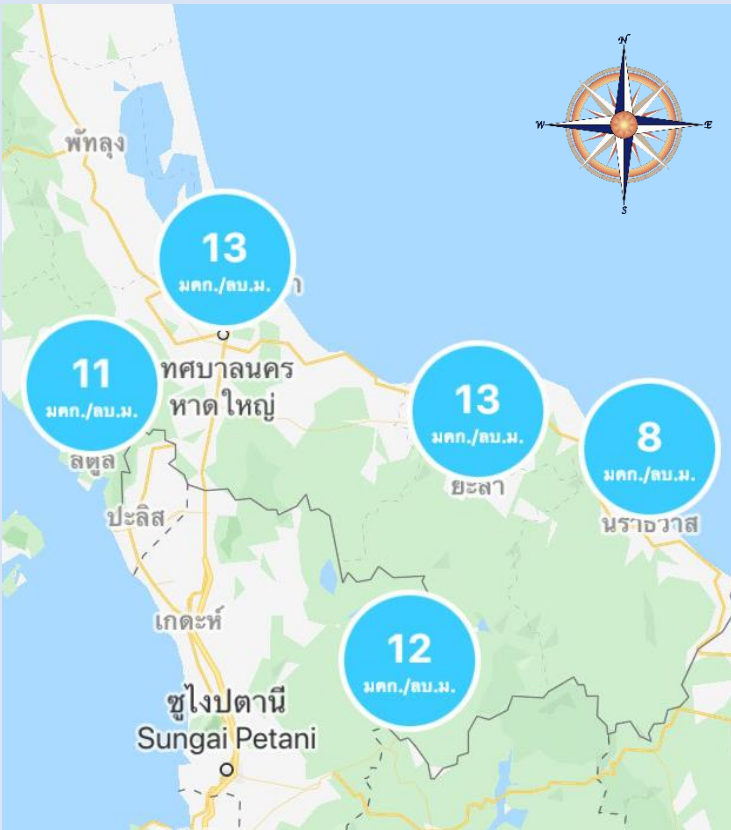 N
W
E
S
พัทลุง
13
มคก./ลบ.ม.
11
มคก./ลบ.ม.
ทศบาลนคร
หาดใหญ่
13
มคก./ลบ.ม.
8
มคก./ลบ.ม.
สตูล
ยะลา
ปะลิส
นราธิวาส
เกดะห์
12
มคก./ลบ.ม.
ซูไงปตานี
Sungai Petani